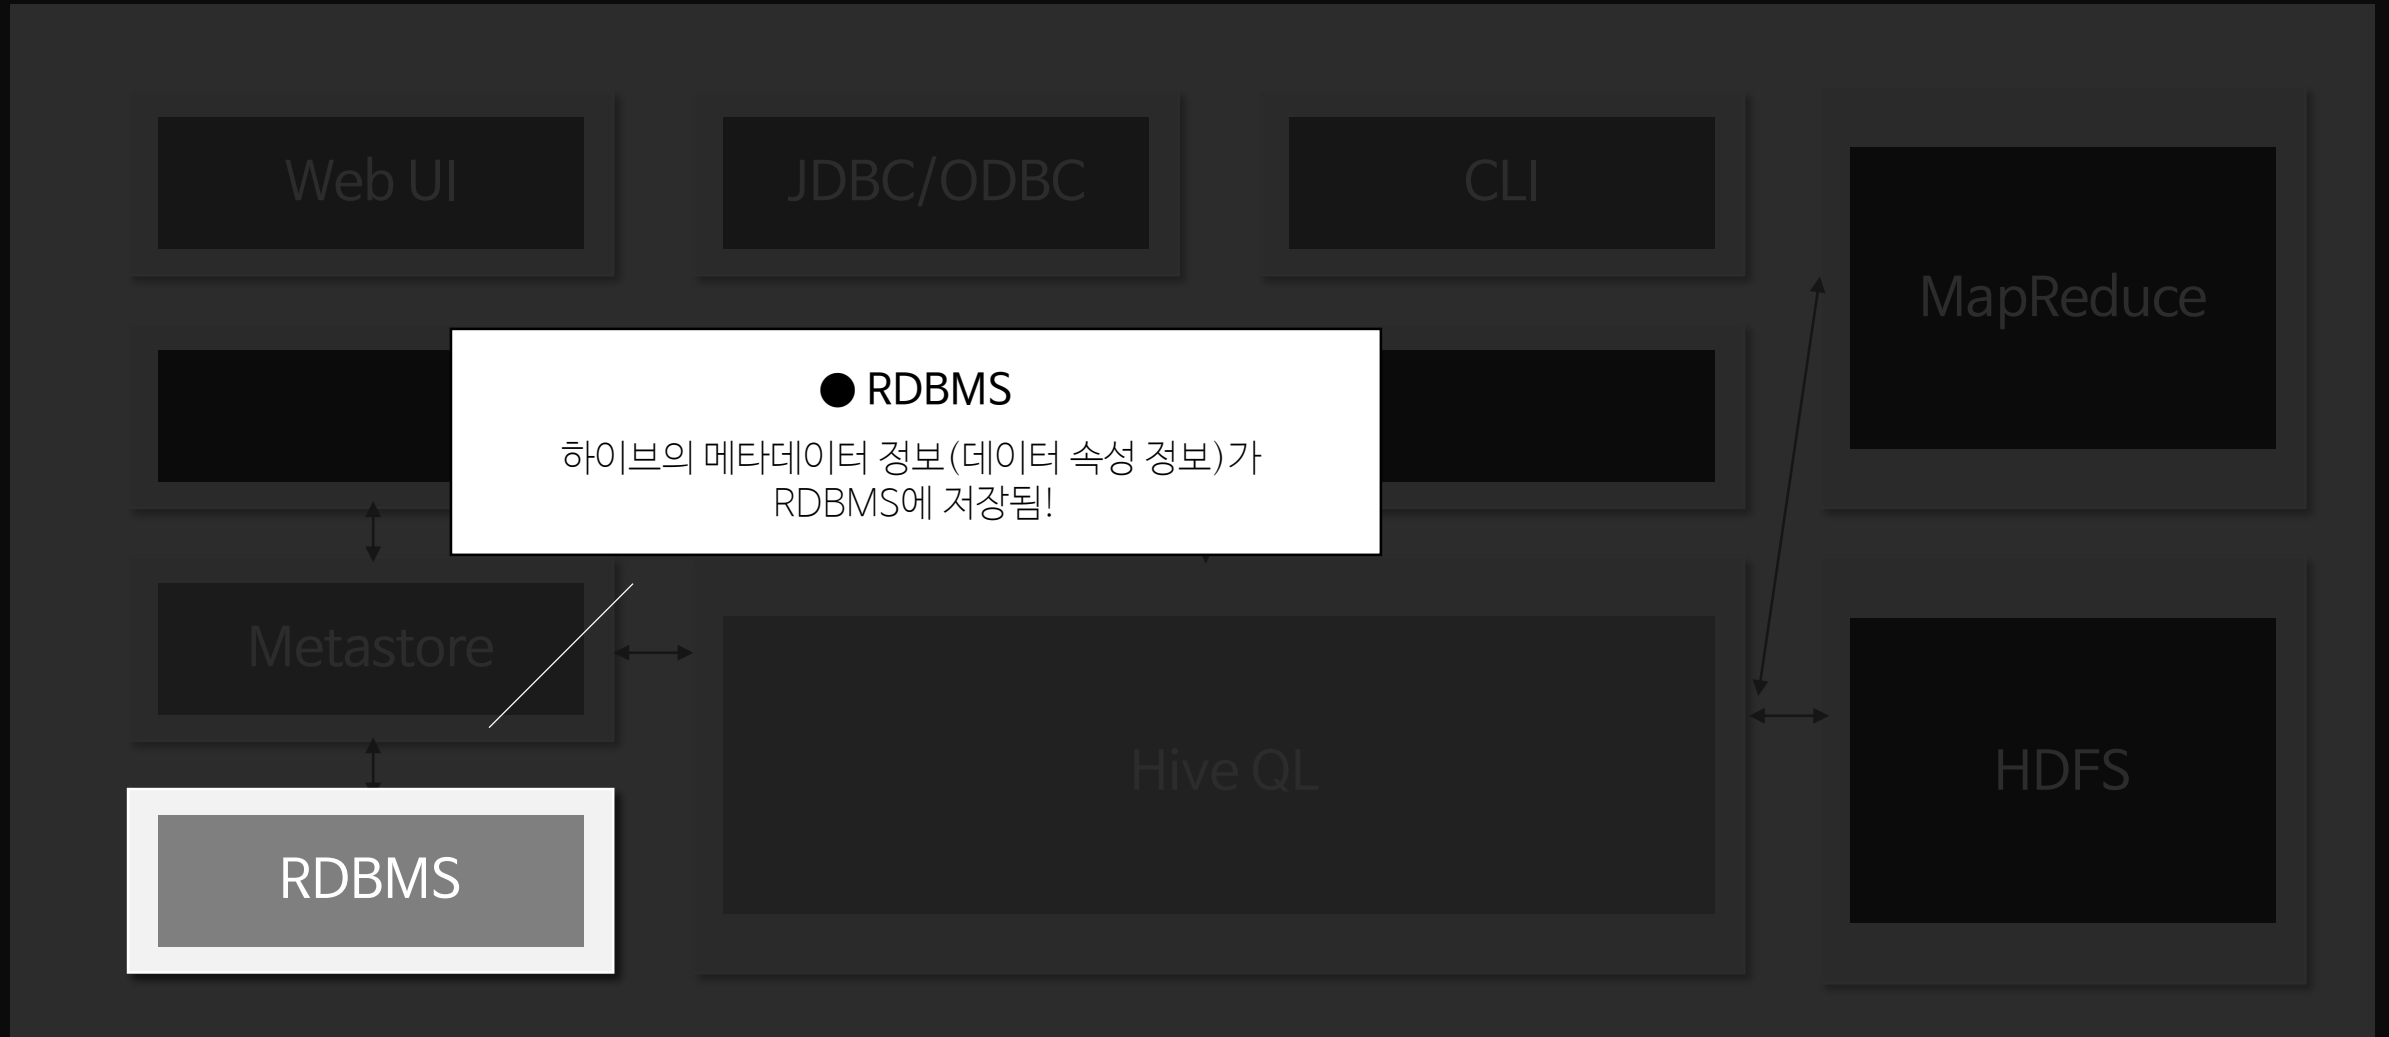 Web UI
JDBC/ODBC
CLI
MapReduce
● RDBMS
하이브의 메타데이터 정보(데이터 속성 정보)가
RDBMS에 저장됨!
Metastore
Hive QL
HDFS
RDBMS